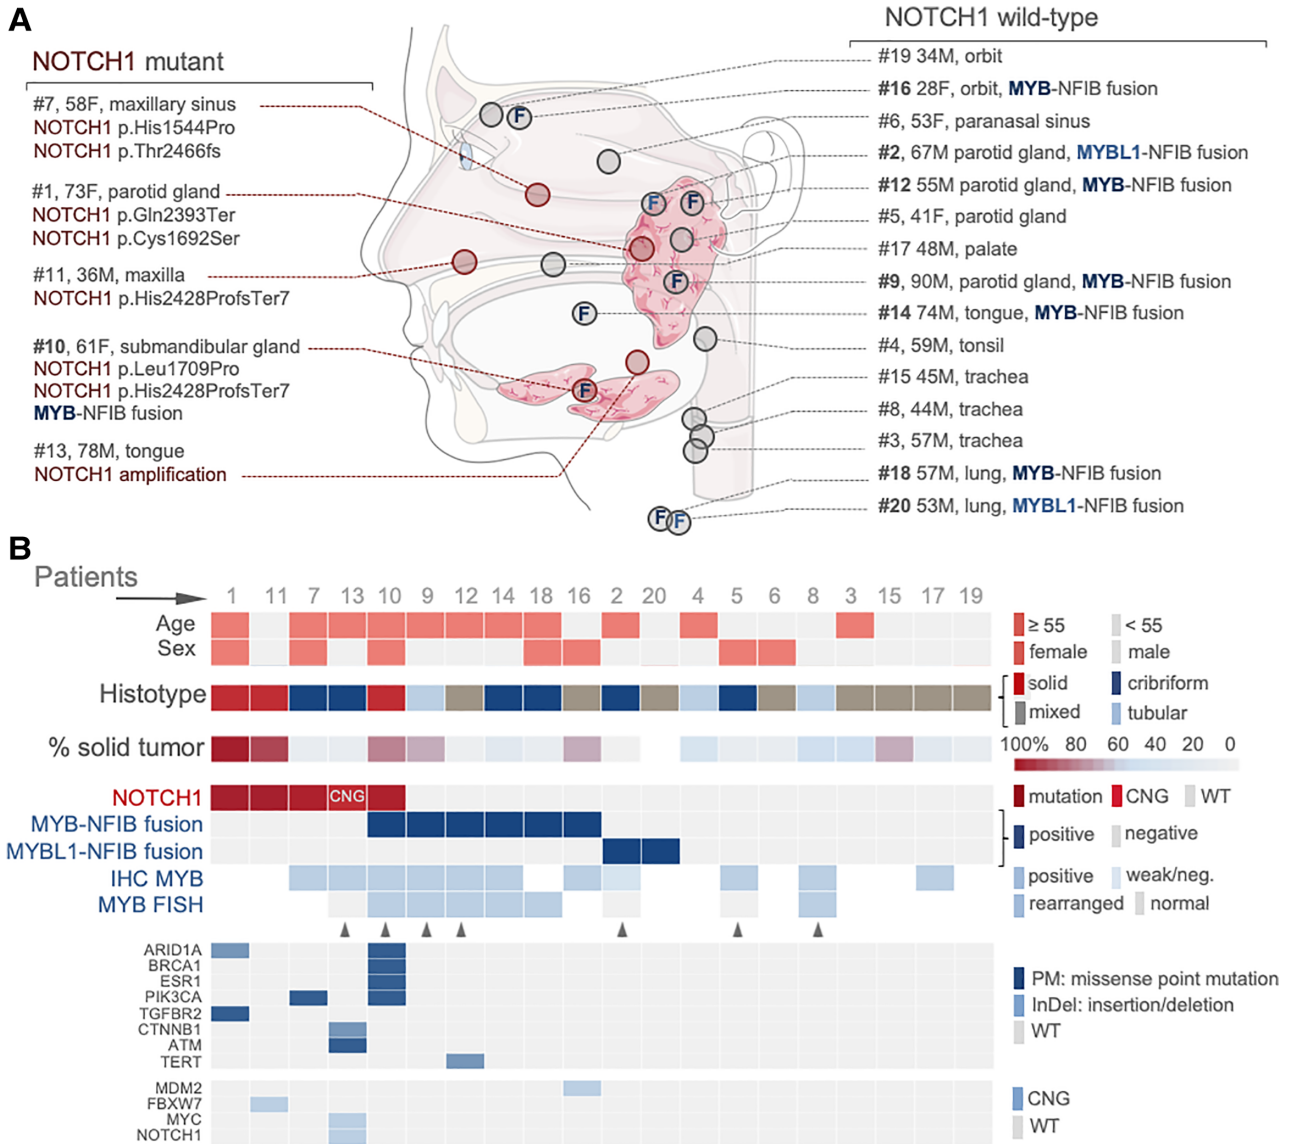 A
NOTCH1 mutant
#7, 58F, maxillary sinus
NOTCH1 p.His1544Pro
NOTCH1 p.Thr2466fs
#1, 73F, parotid gland
NOTCH1 p.Gln2393Ter
NOTCH1 p.Cys1692Ser
#11, 36M, maxilla
NOTCH1 p.His2428ProfsTer7
#10, 61F, submandibular gland
NOTCH1 p.Leu1709Pro
NOTCH1 p.His2428ProfsTer7
MYB-NFIB fusion
#13, 78M, tongue
NOTCH1 amplification
F
F
F
F
F
F
F
F
NOTCH1 wild-type
#19 34M, orbit
#16 28F, orbit, MYB-NFIB fusion
#6, 53F, paranasal sinus
#2, 67M parotid gland, MYBL1-NFIB fusion
#12 55M parotid gland, MYB-NFIB fusion
#5, 41F, parotid gland
#17 48M, palate
#9, 90M, parotid gland, MYB-NFIB fusion
#14 74M, tongue, MYB-NFIB fusion
#4, 59M, tonsil
#15 45M, trachea
#8, 44M, trachea
#3, 57M, trachea
#18 57M, lung, MYB-NFIB fusion
#20 53M, lung, MYBL1-NFIB fusion
B
Patients
1 11 7 13 10 9 12 14 18 16 2 20 4 5 6 8 3 15 17 19
Age
Sex
Histotype
% solid tumor
NOTCH1
CNG
MYB-NFIB fusion
MYBL1-NFIB fusion
IHC MYB
MYB FISH
ARID1A
BRCA1
ESR1
PIK3CA
TGFBR2
CTNNB1
ATM
TERT
MDM2
FBXW7
MYC
NOTCH1
≥ 55 < 55
female male
solid cribriform
mixed tubular
100% 80 60 40 20 0
mutation CNG WT
positive negative
positive weak/neg.
rearranged normal
PM: missense point mutation
InDel: insertion/deletion
WT
CNG
WT